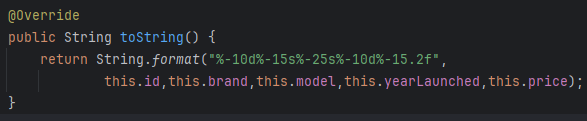 @Override
public String toString() {
    return String.format("%-10d%-15s%-25s%-10d%-15.2f",
            this.id,this.brand,this.model,this.yearLaunched,this.price);
}